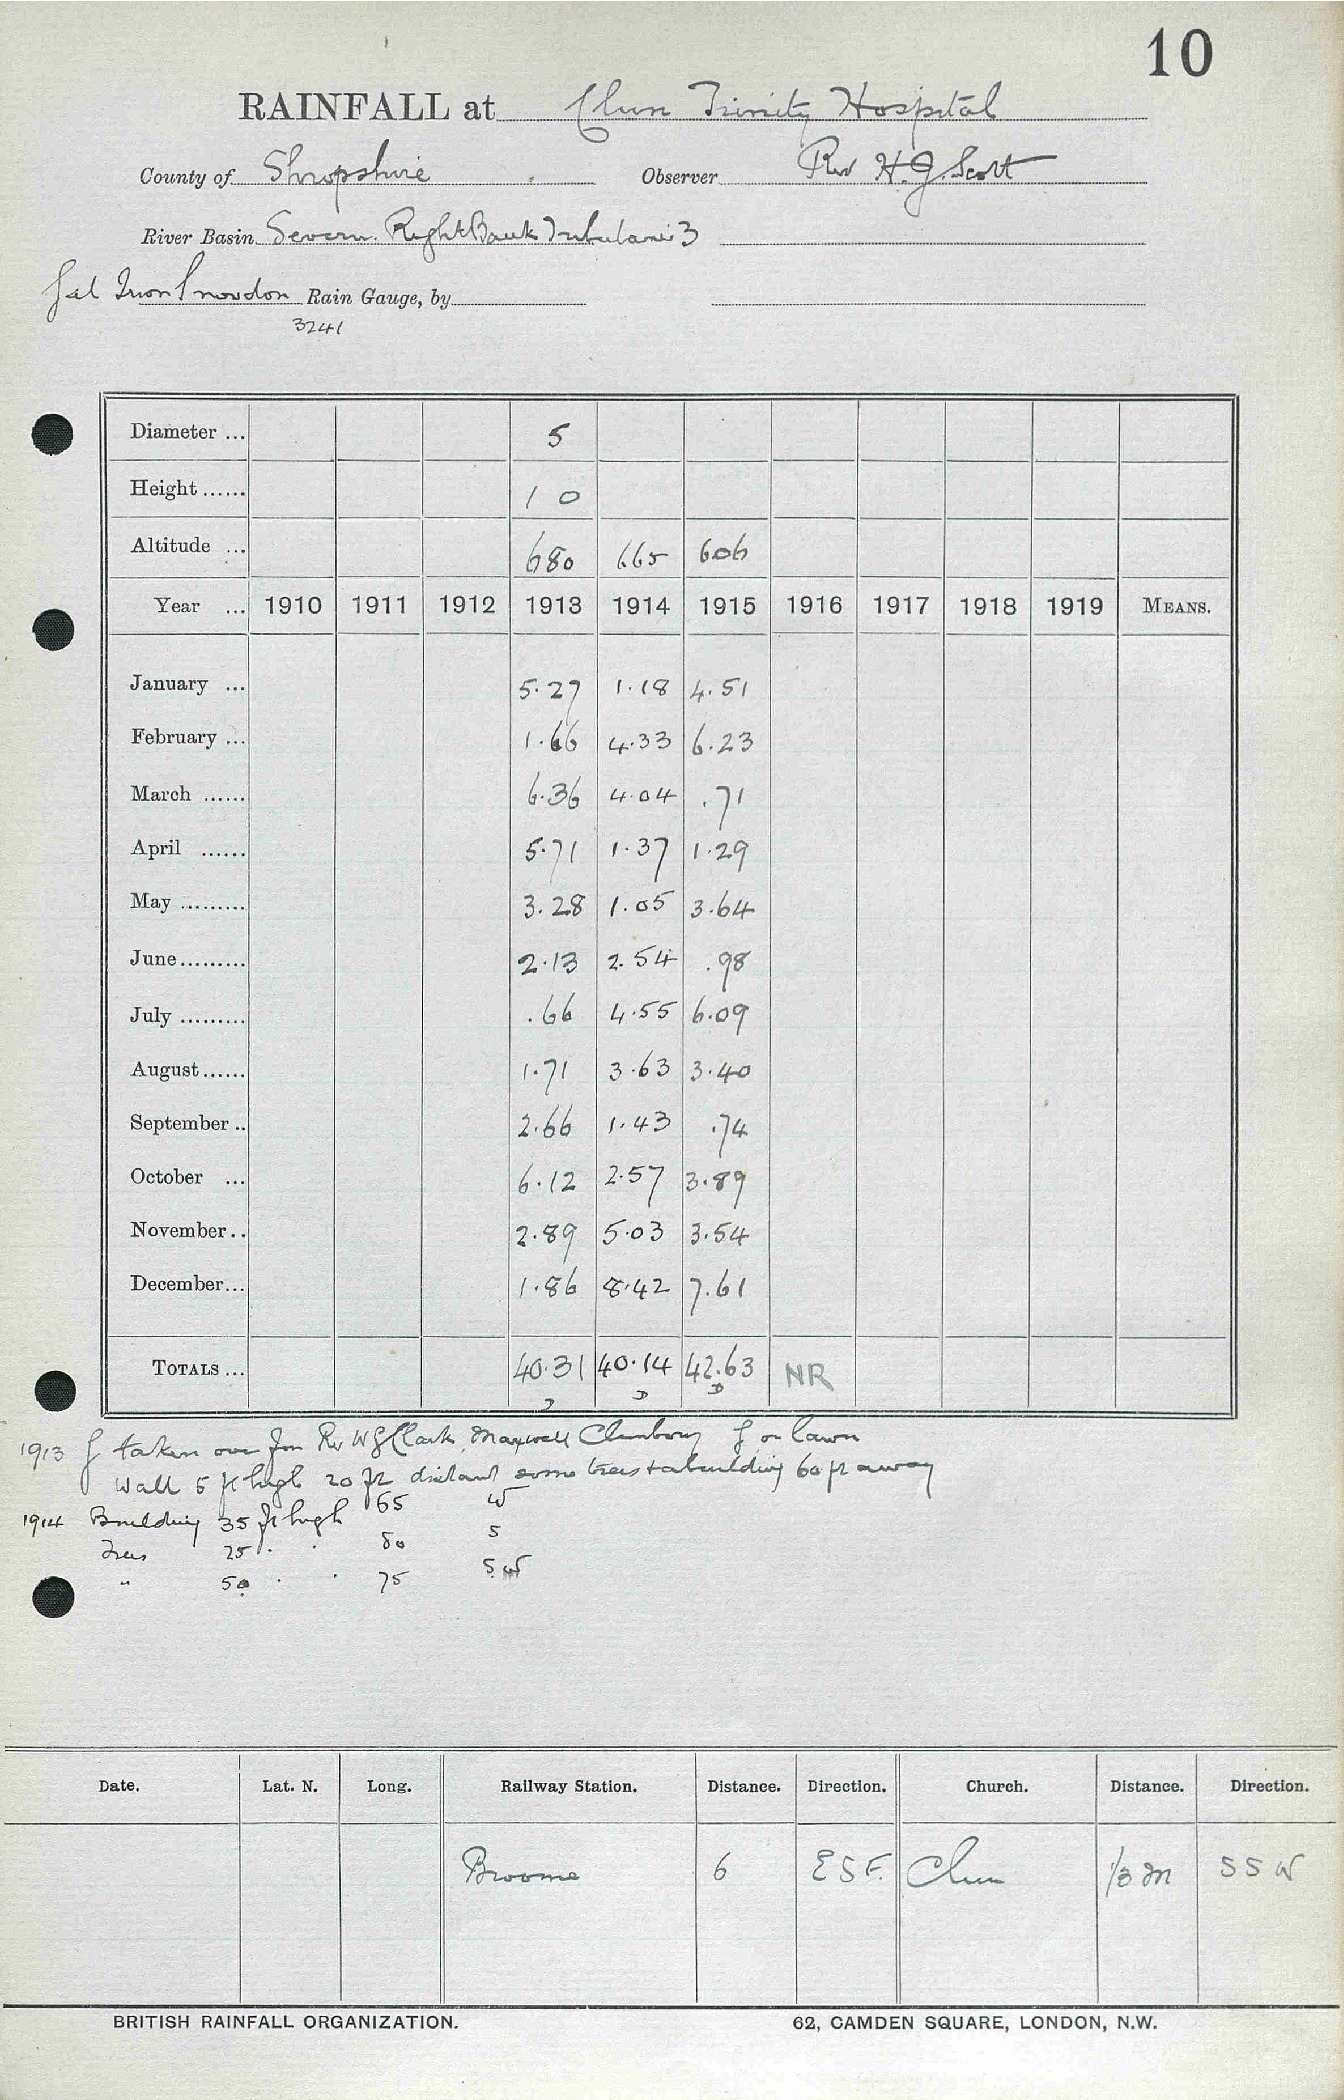 10
RAINFALL at Clun Trinity Hospital
County of Shropshire Observer Rev H.G. Scott
River Basin Severn. Right Bank Tributaries 3
Gal Iron Snowdon Rain Gauge, by
3241
Diameter ... 5
Height ...... 10
Altitude ... 680 665 606
Year ... 1910 1911 1912 1913 1914 1915 1916 1917 1918 1919 MEANS.
January ... 5.27 1.18 4.51
February ... 1.66 4.33 6.23
March ...... 6.36 4.04 .71
April ...... 5.71 1.37 1.29
May ......... 3.28 1.05 3.64
June ......... 2.13 2.54 .98
July ......... .66 4.55 6.09
August ...... 1.71 3.63 3.40
September .. 2.66 1.43 .74
October ... 6.12 2.57 3.89
November .. 2.89 5.03 3.54
December ... 1.86 8.42 7.61
TOTALS ... 40.31 40.14 42.63 NR
1913 G taken over from Rev W G Clark, Maxwell Clunbury G on lawn
Wall 5 ft high 20 ft distant some trees + a building 60 ft away
1914 Building 35 ft high 65 W
Trees 25 " " 80 S
" 50 " " 75 SW
Date. Lat. N. Long. Railway Station. Distance. Direction. Church. Distance. Direction.
Broome 6 ESE Clun 1/3 m SSW
BRITISH RAINFALL ORGANIZATION. 62, CAMDEN SQUARE, LONDON, N.W.